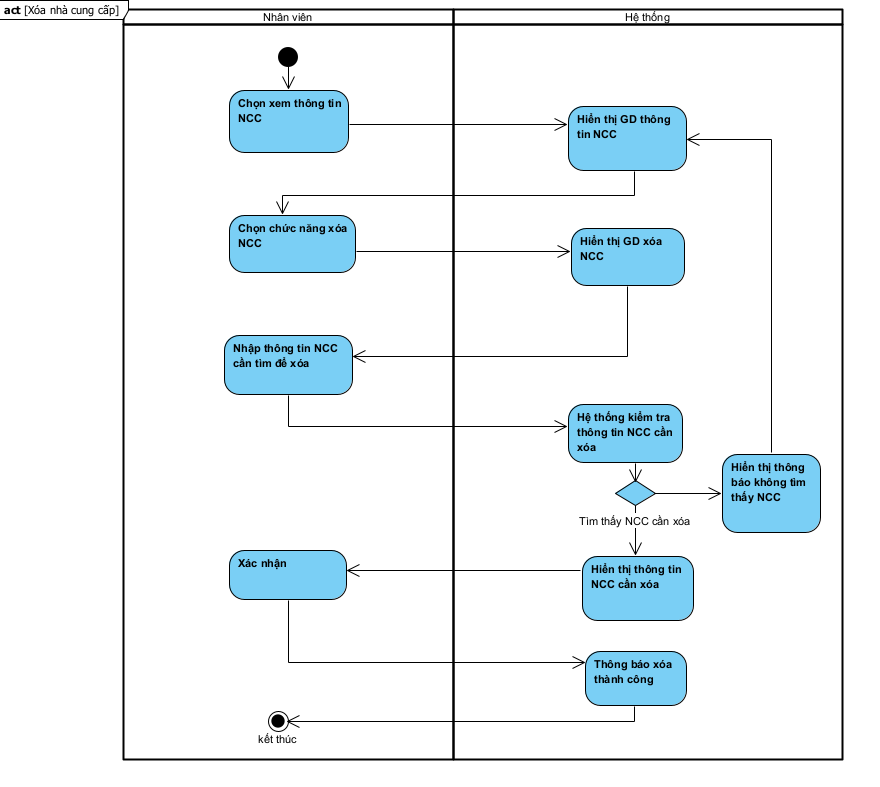 act [Xóa nhà cung cấp]
Nhân viên
Hệ thống
Chọn xem thông tin
NCC
Hiển thị GD thông
tin NCC
Chọn chức năng xóa
NCC
Hiển thị GD xóa
NCC
Nhập thông tin NCC
cần tìm để xóa
Hệ thống kiểm tra
thông tin NCC cần
xóa
Hiển thị thông
báo không tìm
thấy NCC
Tìm thấy NCC cần xóa
Xác nhận
Hiển thị thông tin
NCC cần xóa
Thông báo xóa
thành công
kết thúc